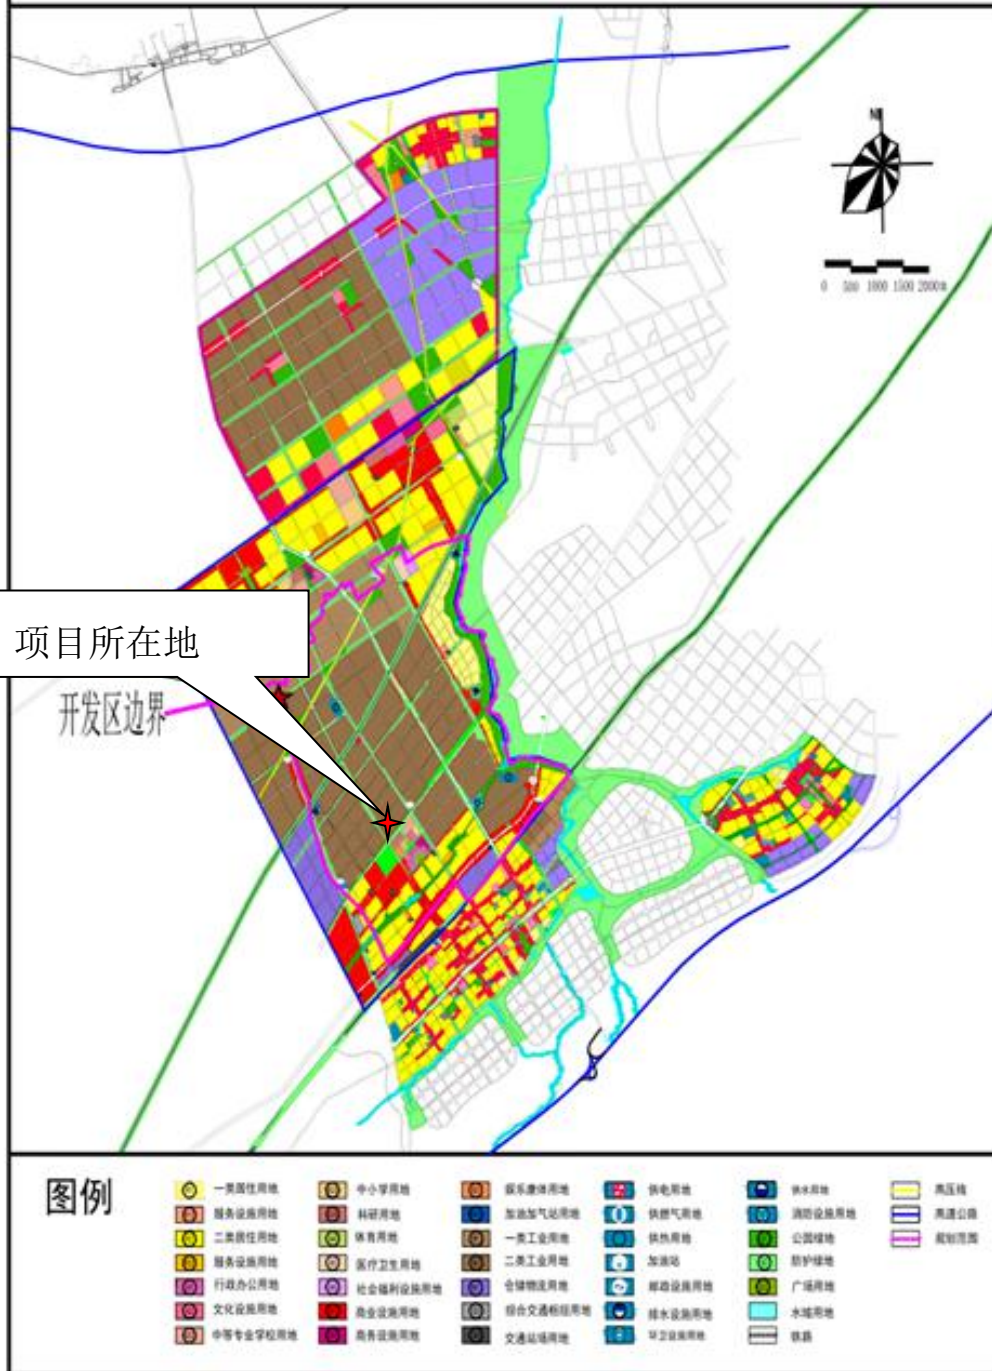 N
0 500 1000 1500 2000m
项目所在地
开发区边界
图例
一类居住用地
服务设施用地
二类居住用地
服务设施用地
行政办公用地
文化设施用地
中等专业学校用地
中小学用地
科研用地
体育用地
医疗卫生用地
社会福利设施用地
商业设施用地
商务设施用地
娱乐康体用地
加油加气站用地
一类工业用地
二类工业用地
仓储物流用地
综合交通枢纽用地
交通站场用地
供电用地
供燃气用地
供热用地
加油站
邮政设施用地
排水设施用地
环卫设施用地
供水用地
消防设施用地
公园绿地
防护绿地
广场用地
水域用地
铁路
高压线
高速公路
规划范围